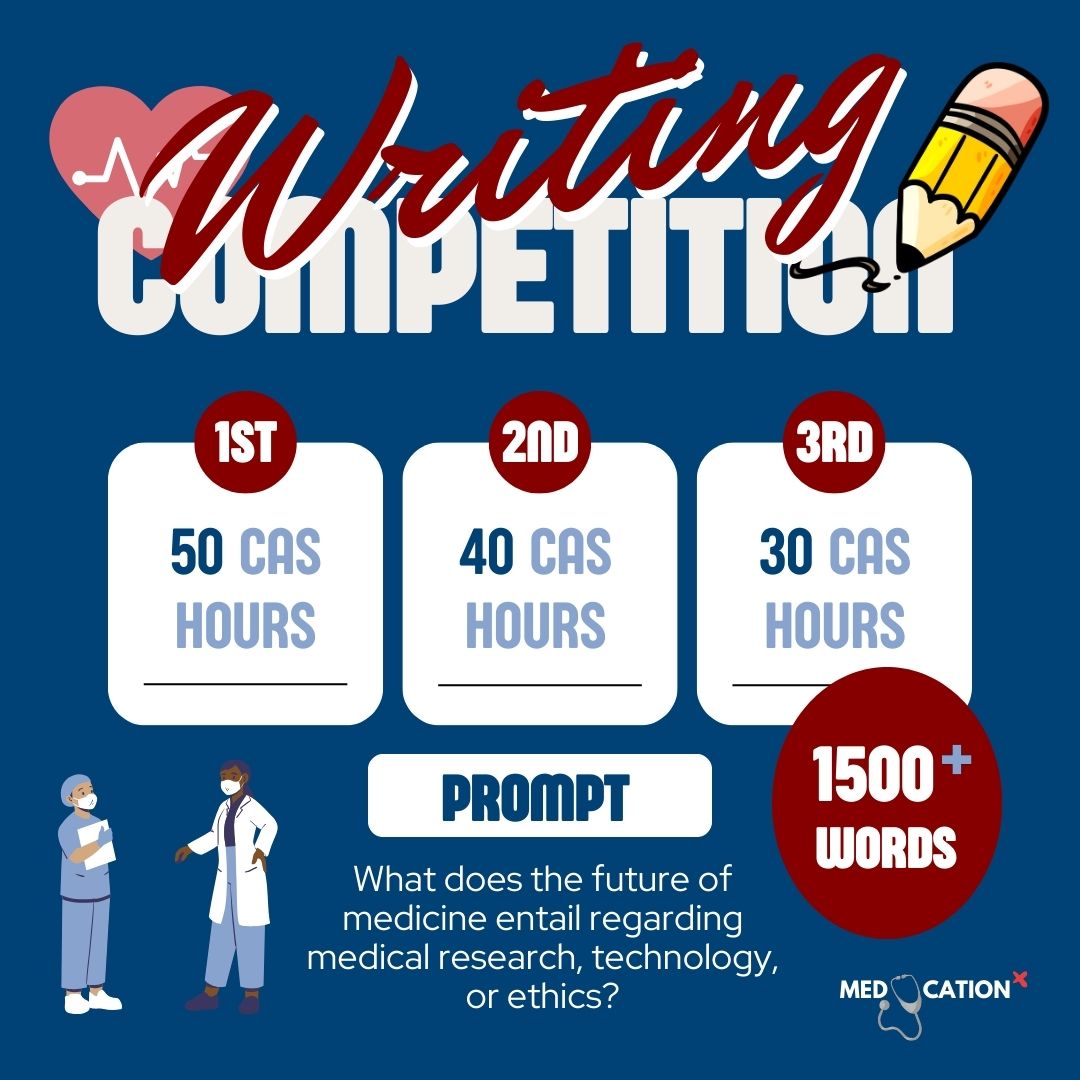 Writing
COMPETITION
1ST
2ND
3RD
50 CAS
HOURS
40 CAS
HOURS
30 CAS
HOURS
1500+
WORDS
PROMPT
What does the future of
medicine entail regarding
medical research, technology,
or ethics?
MEDUCATIONX